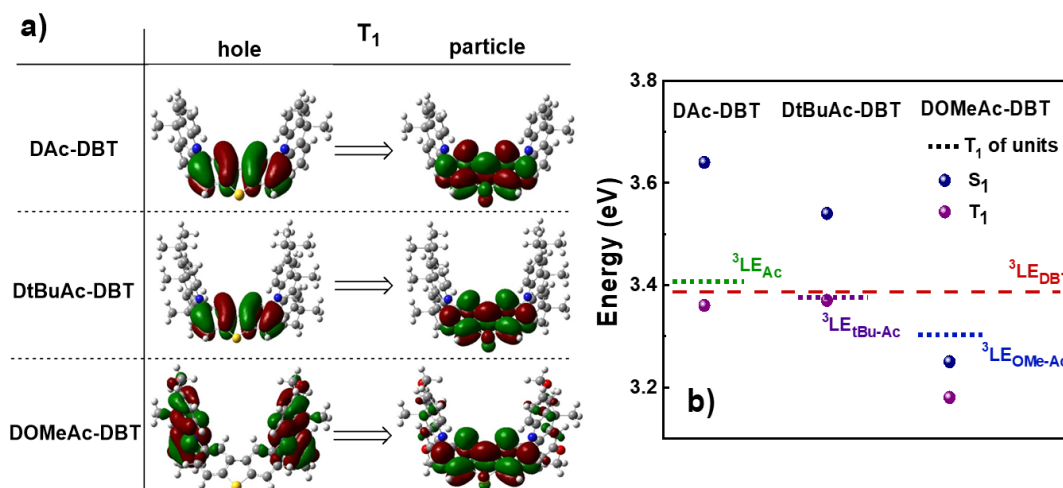 a)
T1
hole particle
DAc-DBT
DtBuAc-DBT
DOMeAc-DBT
Energy (eV)
3.8
3.6
3.4
3.2
DAc-DBT DtBuAc-DBT DOMeAc-DBT
T1 of units
S1
T1
3LEAc
3LEDBT
3LEtBu-Ac
3LEOMe-Ac
b)